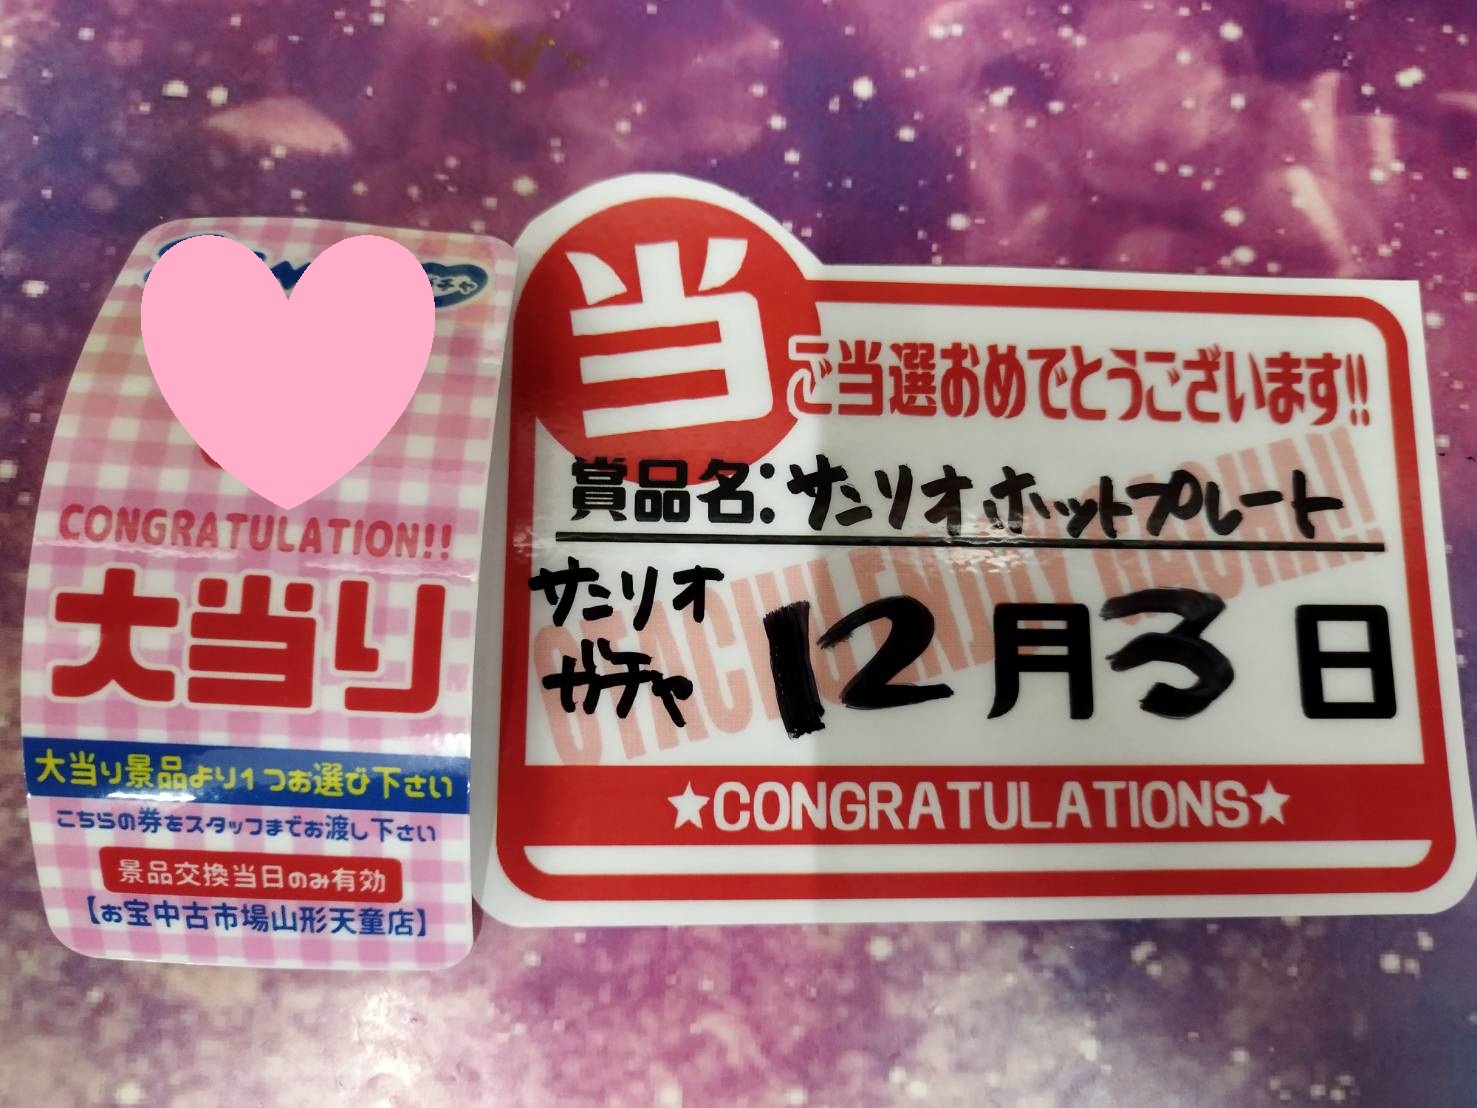 ガチャ
CONGRATULATION!!
大当り
大当り景品より1つお選び下さい
こちらの券をスタッフまでお渡し下さい
景品交換当日のみ有効
【お宝中古市場山形天童店】
当
ご当選おめでとうございます!!
賞品名:サンリオホットプレート
サンリオ
ガチャ
12月3日
★CONGRATULATIONS★